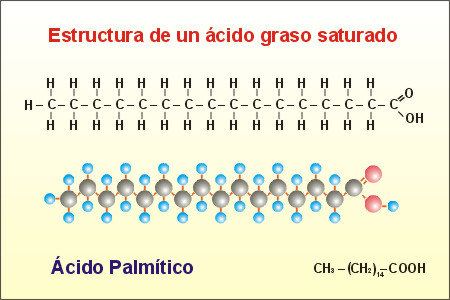 Estructura de un ácido graso saturado
H H H H H H H H H H H H H H H
H–C–C–C–C–C–C–C–C–C–C–C–C–C–C–C–C
O
OH
H H H H H H H H H H H H H H H
Ácido Palmítico
CH₃–(CH₂)₁₄–COOH